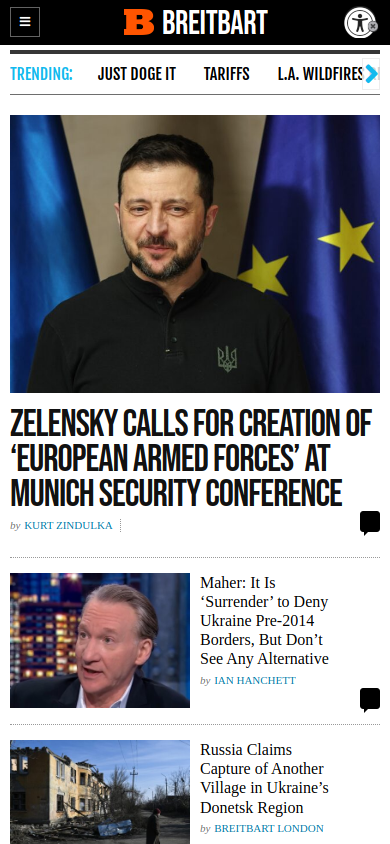 BREITBART
TRENDING:
JUST DOGE IT
TARIFFS
L.A. WILDFIRES
ZELENSKY CALLS FOR CREATION OF
‘EUROPEAN ARMED FORCES’ AT
MUNICH SECURITY CONFERENCE
by KURT ZINDULKA
Maher: It Is
‘Surrender’ to Deny
Ukraine Pre-2014
Borders, But Don’t
See Any Alternative
by IAN HANCHETT
Russia Claims
Capture of Another
Village in Ukraine’s
Donetsk Region
by BREITBART LONDON